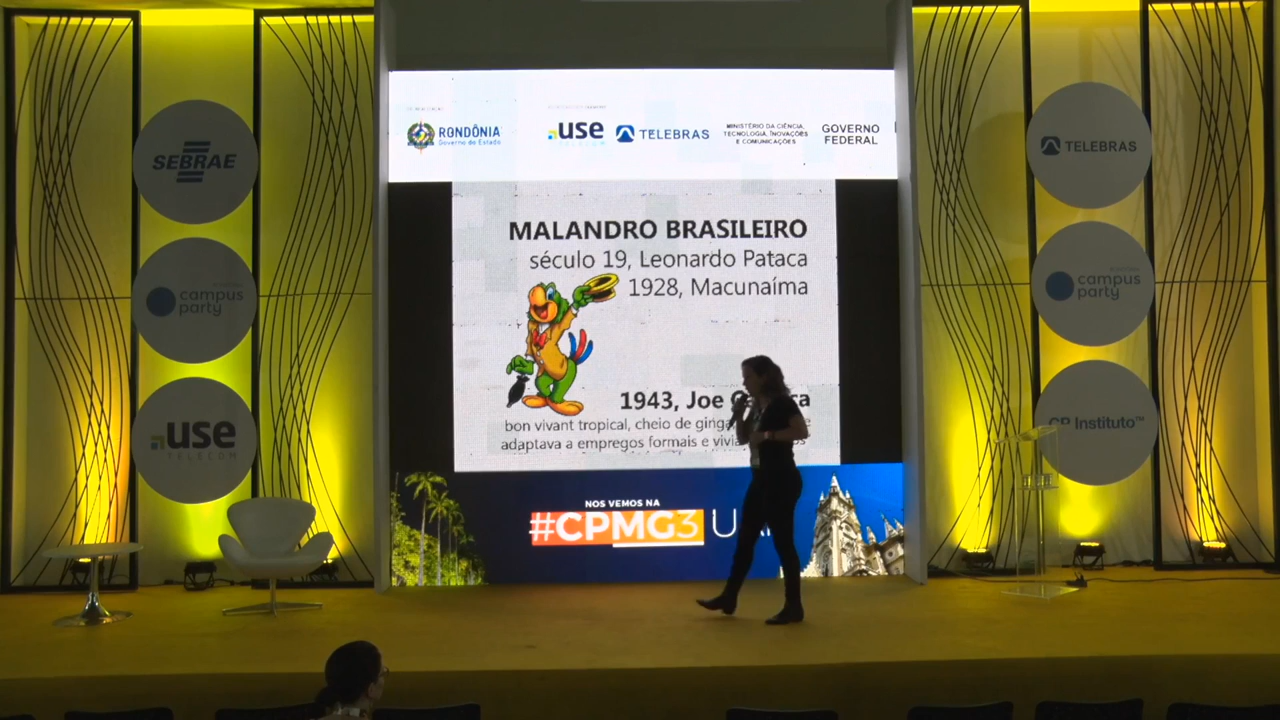 RONDÔNIA
Governo do Estado
use
TELECOM
TELEBRAS
MINISTÉRIO DA CIÊNCIA,
TECNOLOGIA, INOVAÇÕES
E COMUNICAÇÕES
GOVERNO
FEDERAL
SEBRAE
campus
party
use
TELECOM
MALANDRO BRASILEIRO
século 19, Leonardo Pataca
1928, Macunaíma
1943, Joe
bon vivant tropical, cheio de
adaptava a empregos formais e
NOS VEMOS NA
#CPMG3
TELEBRAS
campus
party
CP Instituto™